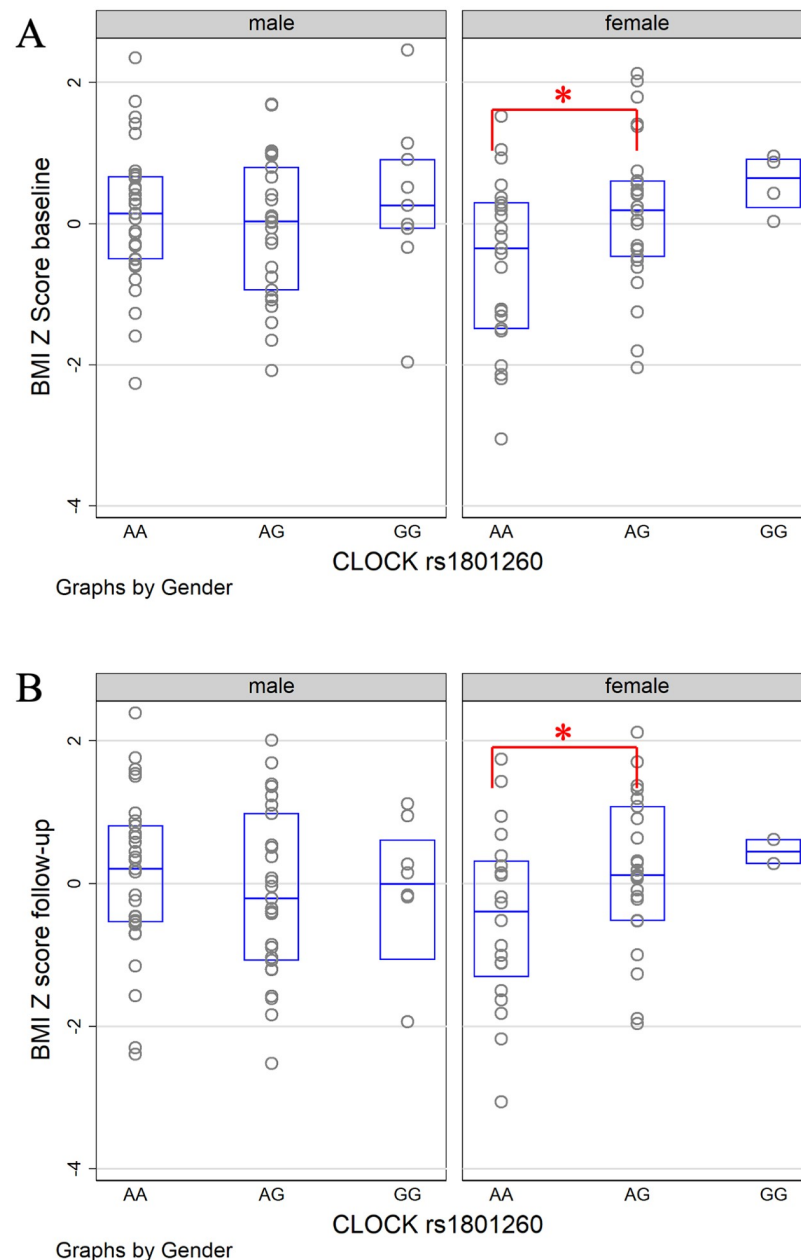 A
male female
*
BMI Z Score baseline
2
0
-2
-4
AA AG GG AA AG GG
CLOCK rs1801260
Graphs by Gender
B
male female
*
BMI Z score follow-up
2
0
-2
-4
AA AG GG AA AG GG
CLOCK rs1801260
Graphs by Gender